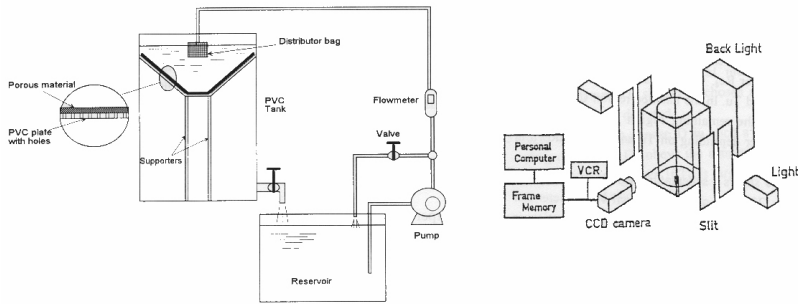 Distributor bag
Porous material
PVC plate
with holes
Supporters
PVC
Tank
Flowmeter
Valve
Pump
Reservoir
Back Light
Personal
Computer
VCR
Frame
Memory
CCD camera
Slit
Light